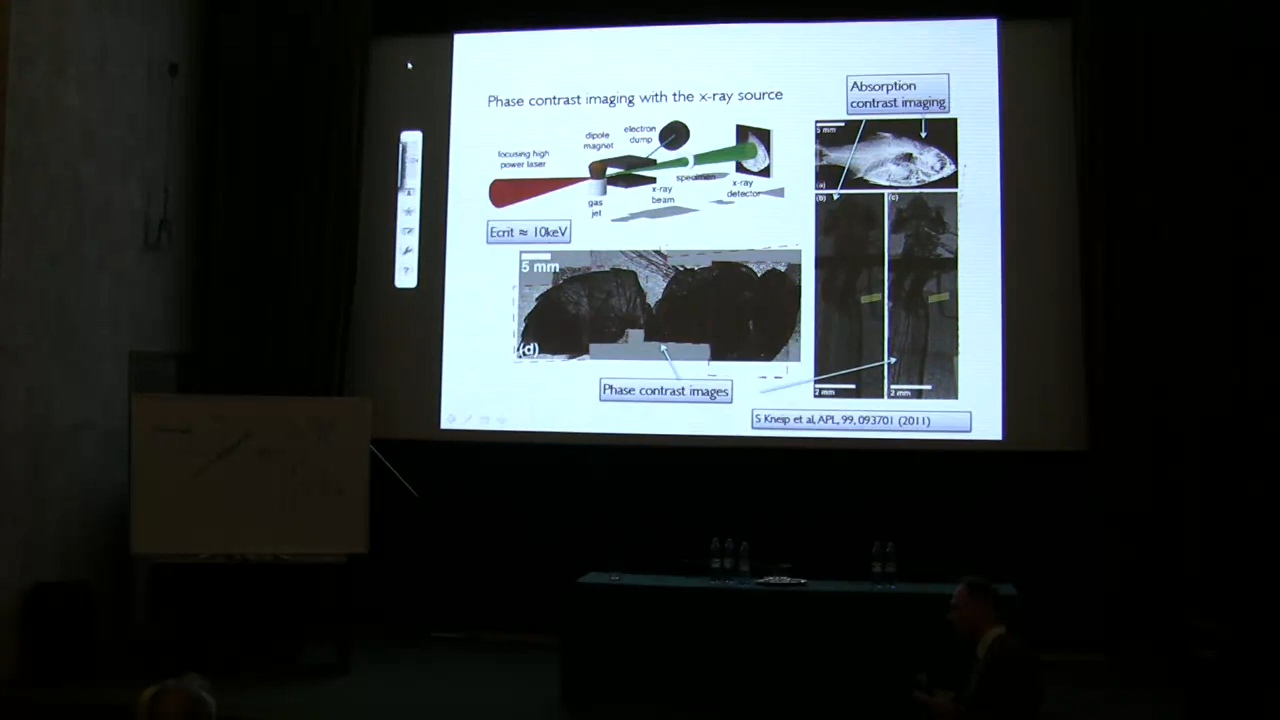 Phase contrast imaging with the x-ray source
Absorption
contrast imaging
focusing high
power laser
dipole
magnet
electron
dump
gas
jet
x-ray
beam
specimen
x-ray
detector
Ecrit ≈ 10keV
5 mm
(a)
(b)
(c)
5 mm
(d)
2 mm
2 mm
Phase contrast images
S Kneip et al, APL, 99, 093701 (2011)